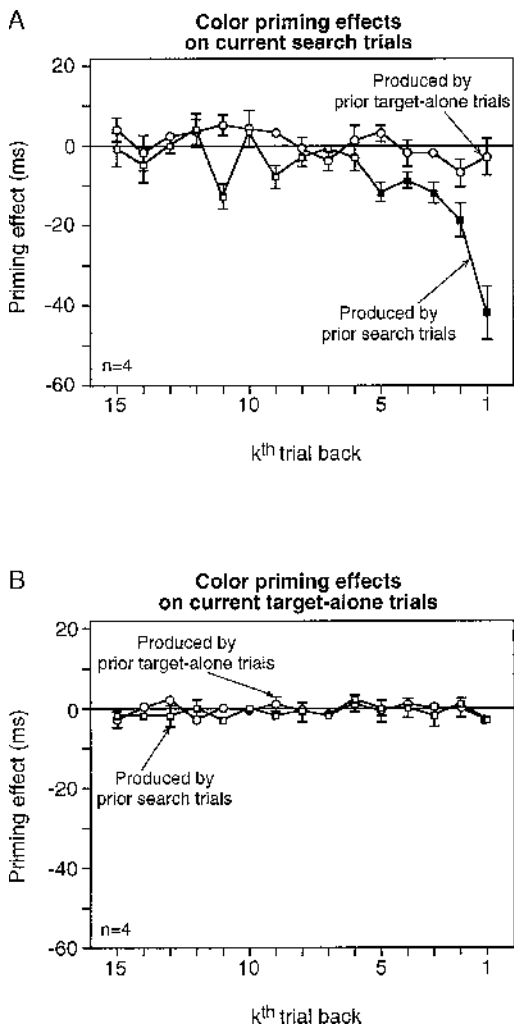 A
Color priming effects
on current search trials
20
0
-20
-40
-60
Priming effect (ms)
Produced by
prior target-alone trials
Produced by
prior search trials
n=4
15
10
5
1
kth trial back
B
Color priming effects
on current target-alone trials
20
0
-20
-40
-60
Priming effect (ms)
Produced by
prior target-alone trials
Produced by
prior search trials
n=4
15
10
5
1
kth trial back